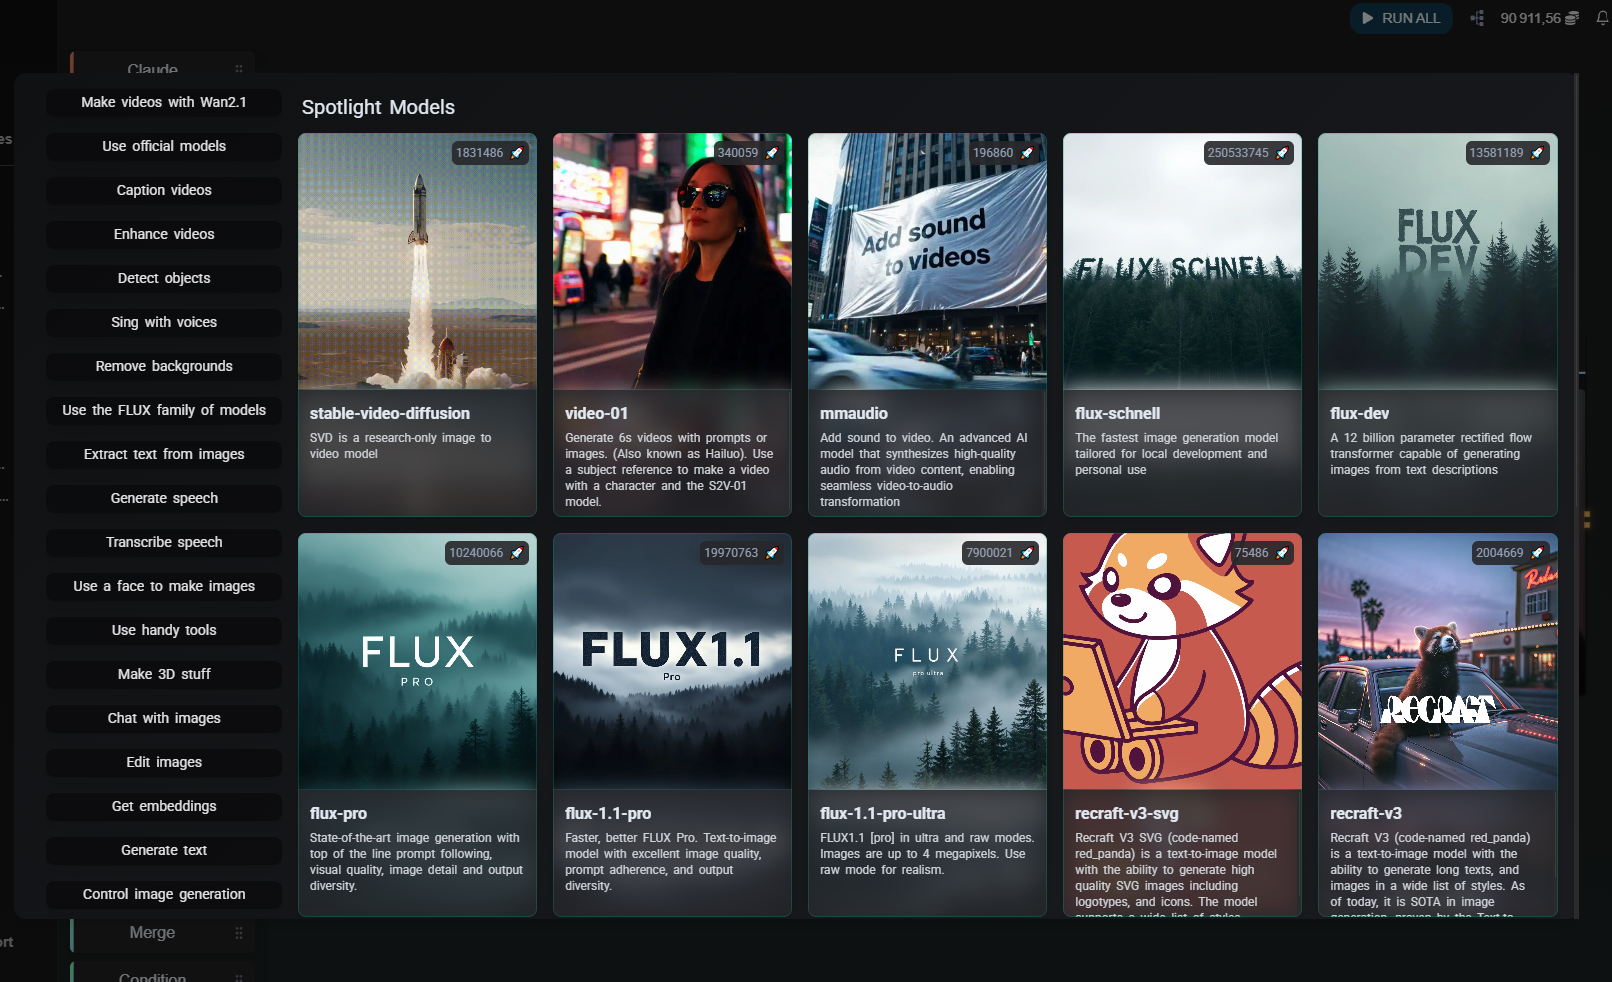 RUN ALL
90 911,56
Claude
Make videos with Wan2.1
Use official models
Caption videos
Enhance videos
Detect objects
Sing with voices
Remove backgrounds
Use the FLUX family of models
Extract text from images
Generate speech
Transcribe speech
Use a face to make images
Use handy tools
Make 3D stuff
Chat with images
Edit images
Get embeddings
Generate text
Control image generation
Merge
Condition
Spotlight Models
1831486
stable-video-diffusion
SVD is a research-only image to
video model
340059
video-01
Generate 6s videos with prompts or
images. (Also known as Hailuo). Use
a subject reference to make a video
with a character and the S2V-01
model.
196860
Add sound
to videos
mmaudio
Add sound to video. An advanced AI
model that synthesizes high-quality
audio from video content, enabling
seamless video-to-audio
transformation
250533745
FLUX SCHNELL
flux-schnell
The fastest image generation model
tailored for local development and
personal use
13581189
FLUX
DEV
flux-dev
A 12 billion parameter rectified flow
transformer capable of generating
images from text descriptions
10240066
FLUX
PRO
flux-pro
State-of-the-art image generation with
top of the line prompt following,
visual quality, image detail and output
diversity.
19970763
FLUX1.1
Pro
flux-1.1-pro
Faster, better FLUX Pro. Text-to-image
model with excellent image quality,
prompt adherence, and output
diversity.
7900021
FLUX
pro ultra
flux-1.1-pro-ultra
FLUX1.1 [pro] in ultra and raw modes.
Images are up to 4 megapixels. Use
raw mode for realism.
75486
recraft-v3-svg
Recraft V3 SVG (code-named
red_panda) is a text-to-image model
with the ability to generate high
quality SVG images including
logotypes, and icons. The model
supports a wide list of styles.
2004669
RECRAFT
recraft-v3
Recraft V3 (code-named red_panda)
is a text-to-image model with the
ability to generate long texts, and
images in a wide list of styles. As
of today, it is SOTA in image
generation, proven by the Text-to